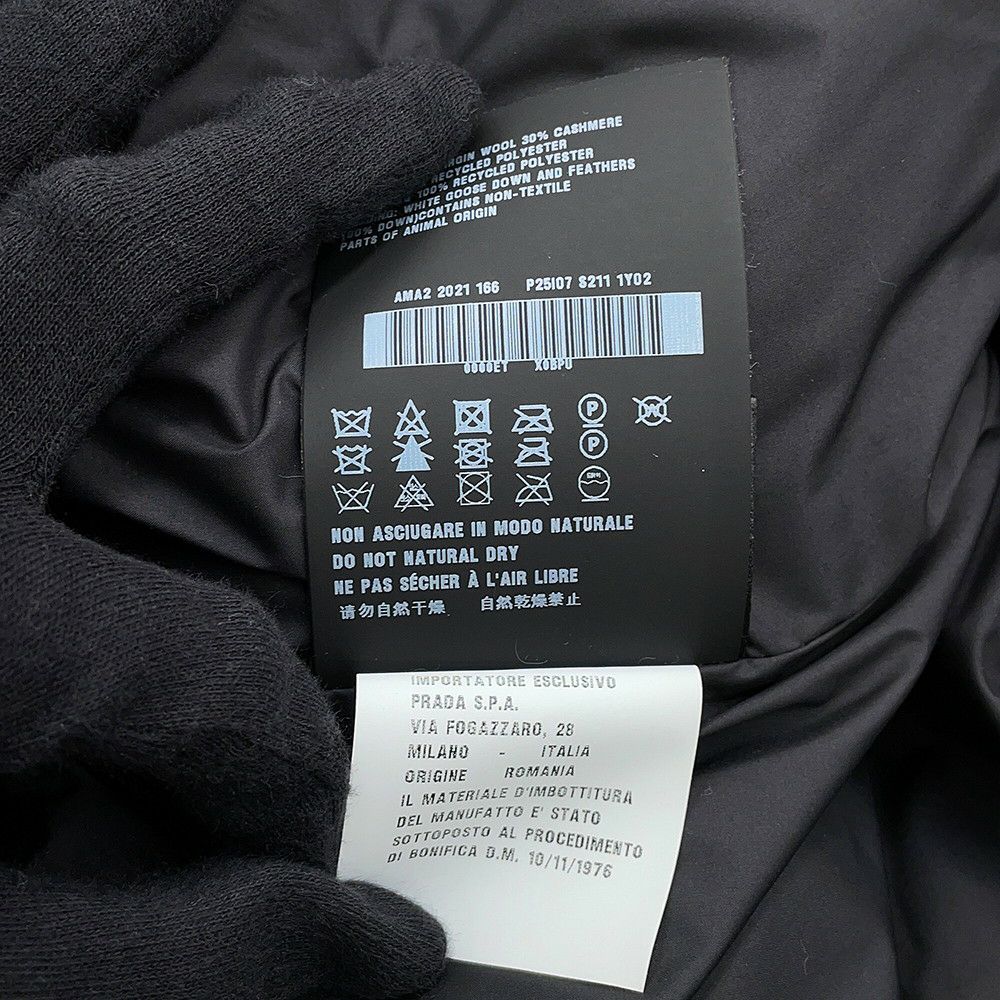 WOOL 30% CASHMERE
RECYCLED POLYESTER
100% RECYCLED POLYESTER
WHITE GOOSE DOWN AND FEATHERS
DOWN)CONTAINS NON-TEXTILE
PARTS OF ANIMAL ORIGIN
AMA2 2021 166 P25I07 S211 1Y02
0000ET X0BPU
P W
P
NON ASCIUGARE IN MODO NATURALE
DO NOT NATURAL DRY
NE PAS SÉCHER À L'AIR LIBRE
请勿自然干燥 自然乾燥禁止
IMPORTATORE ESCLUSIVO
PRADA S.P.A.
VIA FOGAZZARO, 28
MILANO - ITALIA
ORIGINE ROMANIA
IL MATERIALE D'IMBOTTITURA
DEL MANUFATTO E' STATO
SOTTOPOSTO AL PROCEDIMENTO
DI BONIFICA D.M. 10/11/1976